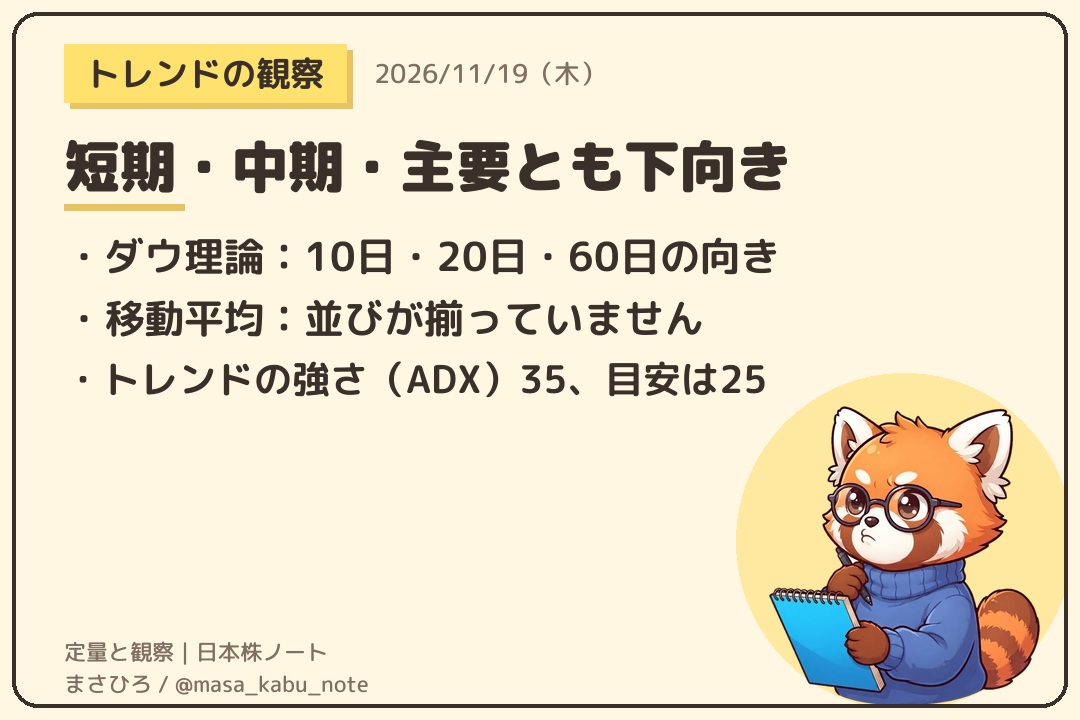 トレンドの観察
2026/11/19（木）
短期・中期・主要とも下向き
・ダウ理論：10日・20日・60日の向き
・移動平均：並びが揃っていません
・トレンドの強さ（ADX）35、目安は25
定量と観察 | 日本株ノート
まさひろ / @masa_kabu_note